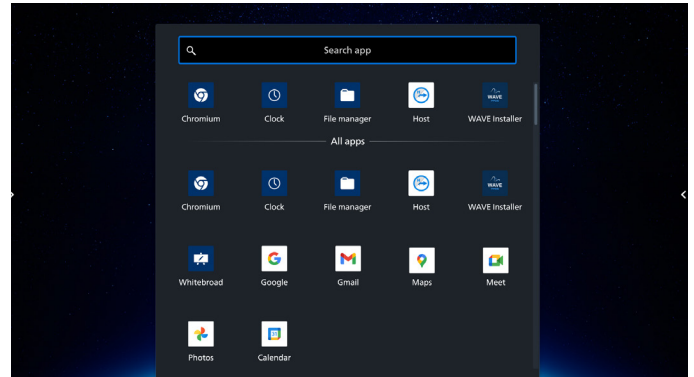 Search app
Chromium Clock File manager Host WAVE Installer
All apps
Chromium Clock File manager Host WAVE Installer
Whitebroad Google Gmail Maps Meet
Photos Calendar